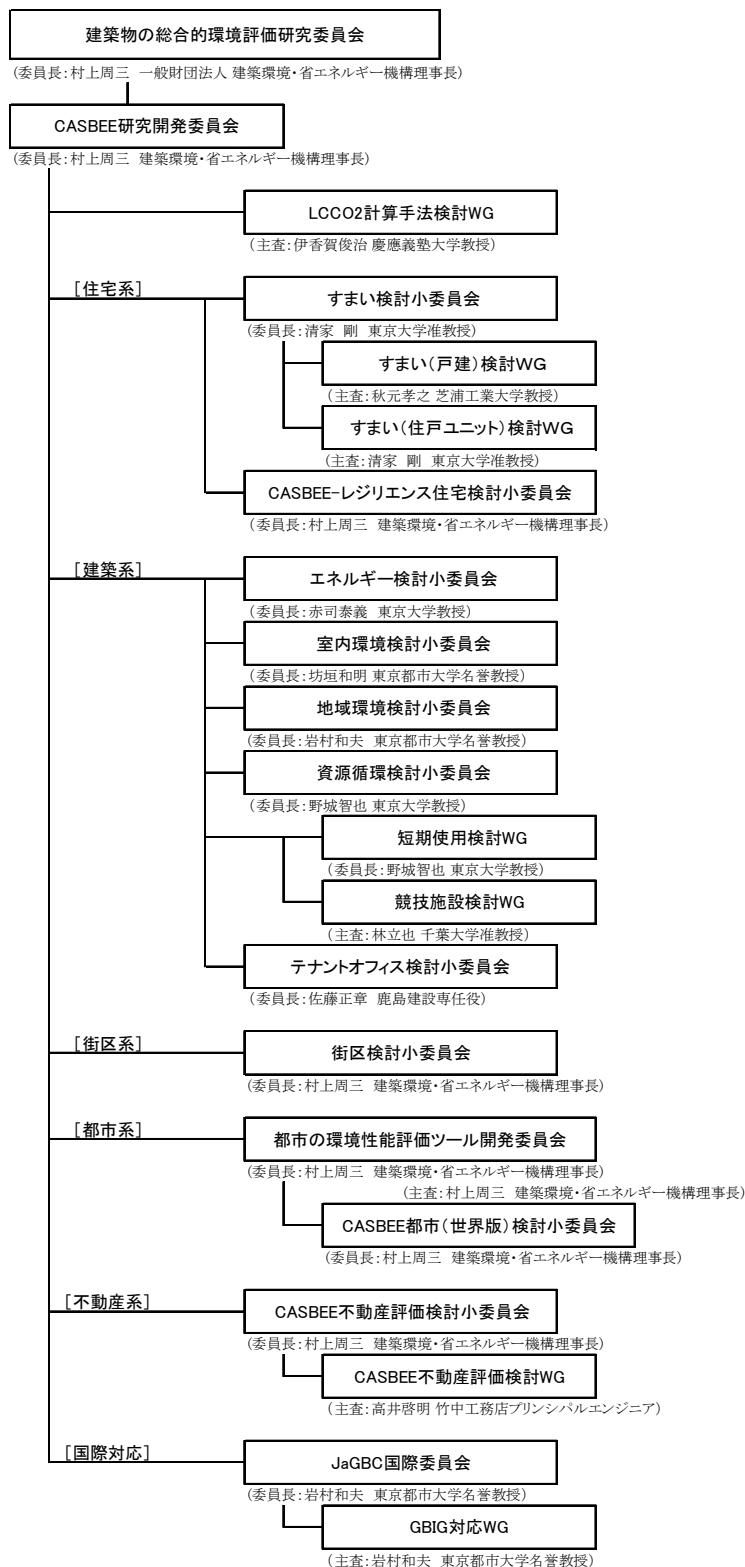 建築物の総合的環境評価研究委員会
(委員長:村上周三 一般財団法人 建築環境・省エネルギー機構理事長)
CASBEE研究開発委員会
(委員長:村上周三 建築環境・省エネルギー機構理事長)
LCCO2計算手法検討WG
(主査:伊香賀俊治 慶應義塾大学教授)
[住宅系]
すまい検討小委員会
(委員長:清家 剛 東京大学准教授)
すまい(戸建)検討WG
(主査:秋元孝之 芝浦工業大学教授)
すまい(住戸ユニット)検討WG
(主査:清家 剛 東京大学准教授)
CASBEE-レジリエンス住宅検討小委員会
(委員長:村上周三 建築環境・省エネルギー機構理事長)
[建築系]
エネルギー検討小委員会
(委員長:赤司泰義 東京大学教授)
室内環境検討小委員会
(委員長:坊垣和明 東京都市大学名誉教授)
地域環境検討小委員会
(委員長:岩村和夫 東京都市大学名誉教授)
資源循環検討小委員会
(委員長:野城智也 東京大学教授)
短期使用検討WG
(委員長:野城智也 東京大学教授)
競技施設検討WG
(主査:林立也 千葉大学准教授)
テナントオフィス検討小委員会
(委員長:佐藤正章 鹿島建設専任役)
[街区系]
街区検討小委員会
(委員長:村上周三 建築環境・省エネルギー機構理事長)
[都市系]
都市の環境性能評価ツール開発委員会
(委員長:村上周三 建築環境・省エネルギー機構理事長)
(主査:村上周三 建築環境・省エネルギー機構理事長)
CASBEE都市(世界版)検討小委員会
(委員長:村上周三 建築環境・省エネルギー機構理事長)
[不動産系]
CASBEE不動産評価検討小委員会
(委員長:村上周三 建築環境・省エネルギー機構理事長)
CASBEE不動産評価検討WG
(主査:高井啓明 竹中工務店プリンシパルエンジニア)
[国際対応]
JaGBC国際委員会
(委員長:岩村和夫 東京都市大学名誉教授)
GBIG対応WG
(主査:岩村和夫 東京都市大学名誉教授)